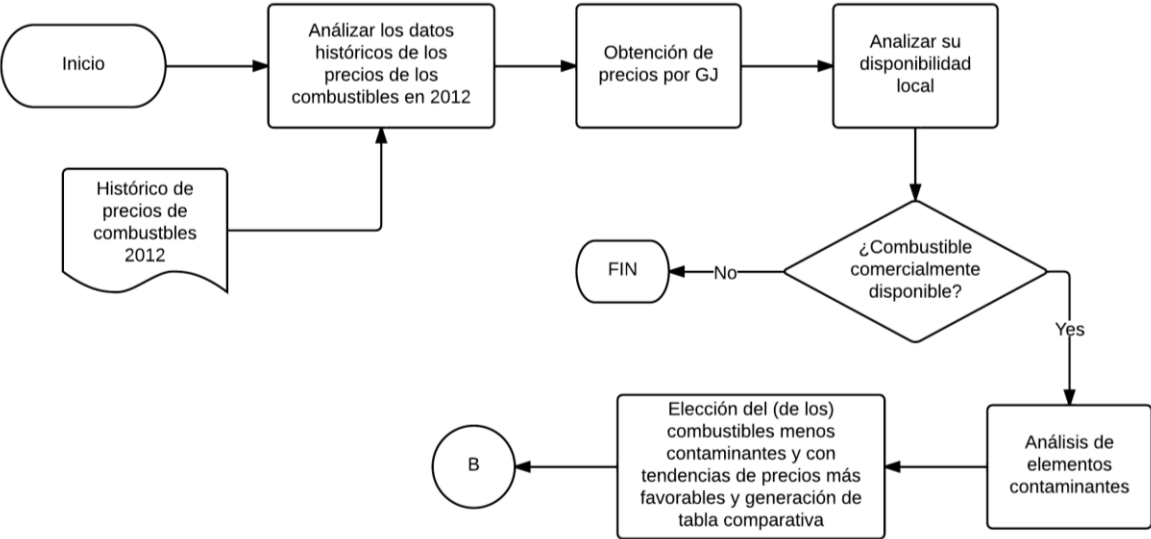 Inicio
Análizar los datos
históricos de los
precios de los
combustibles en 2012
Obtención de
precios por GJ
Analizar su
disponibilidad
local
Histórico de
precios de
combustbles
2012
¿Combustible
comercialmente
disponible?
No
FIN
Yes
Análisis de
elementos
contaminantes
Elección del (de los)
combustibles menos
contaminantes y con
tendencias de precios más
favorables y generación de
tabla comparativa
B